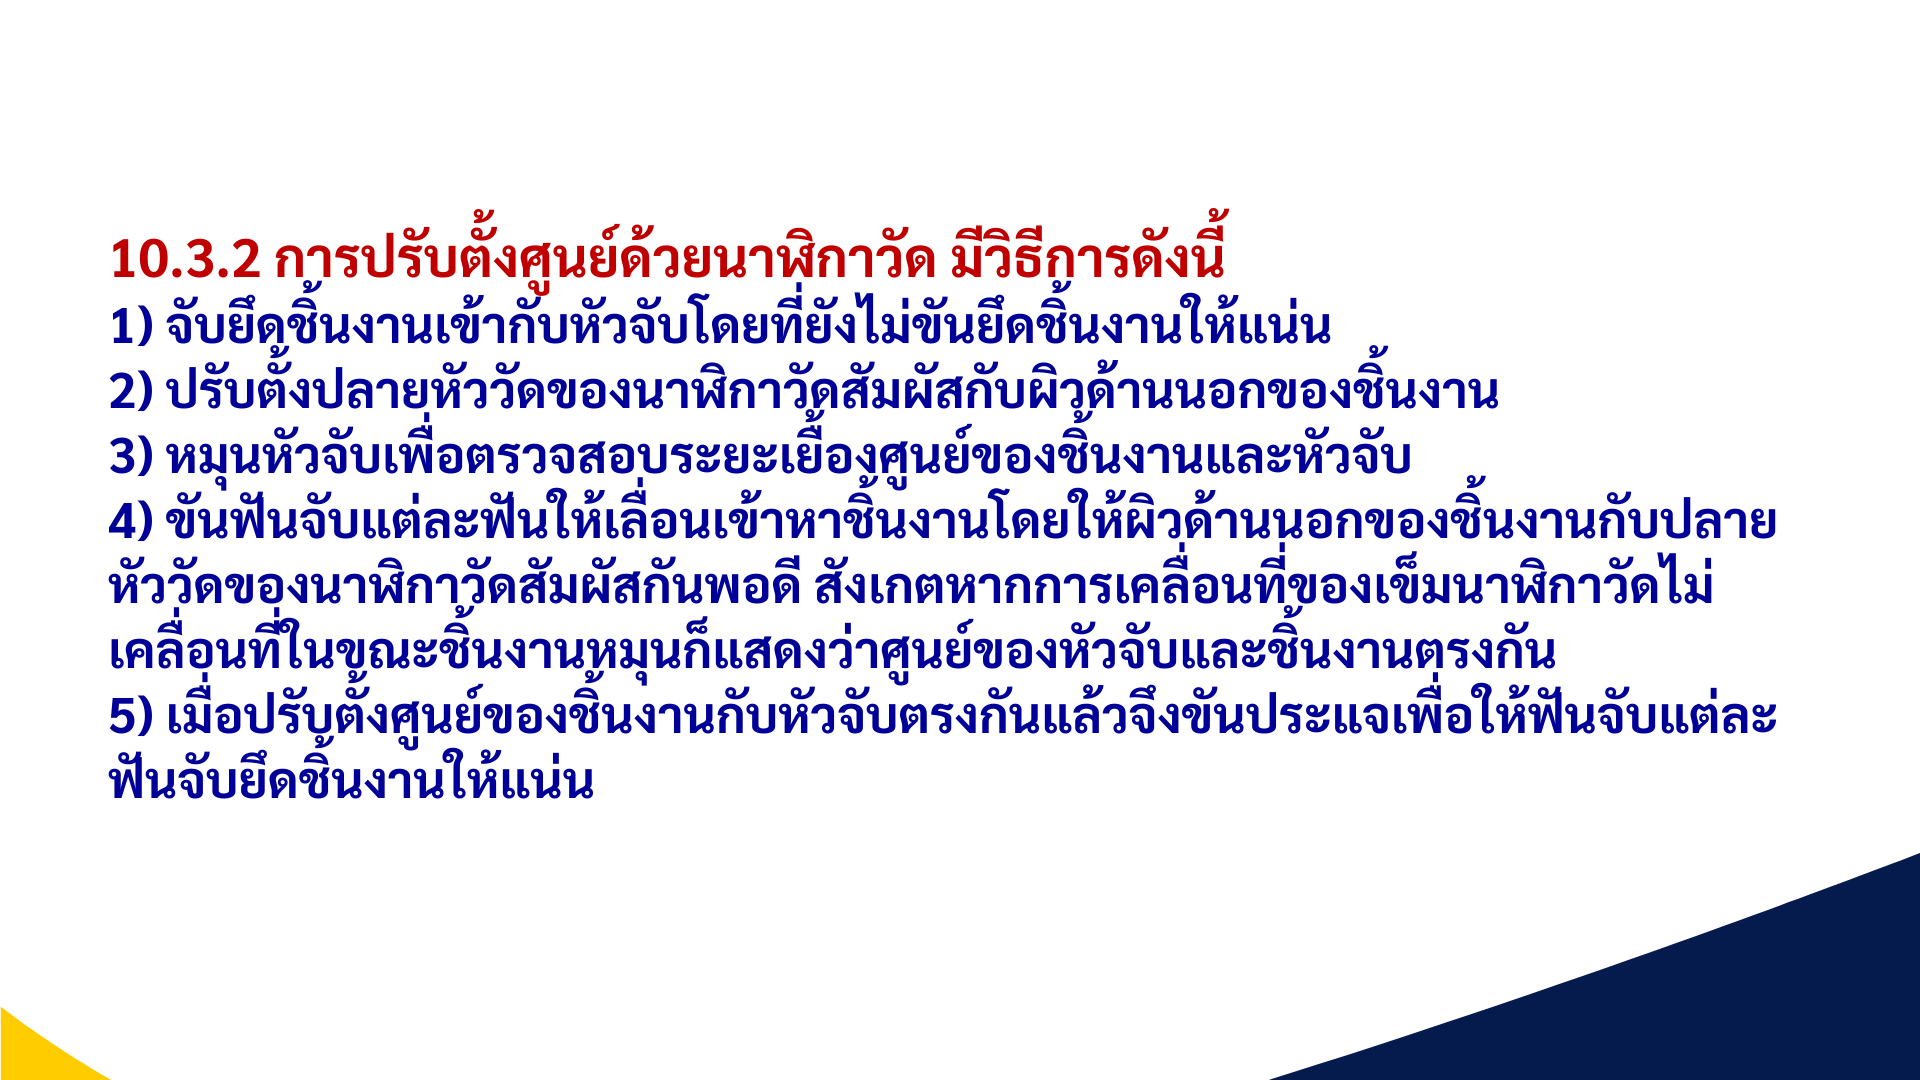 10.3.2 การปรับตั้งศูนย์ด้วยนาฬิกาวัด มีวิธีการดังนี้
1) จับยึดชิ้นงานเข้ากับหัวจับโดยที่ยังไม่ขันยึดชิ้นงานให้แน่น
2) ปรับตั้งปลายหัววัดของนาฬิกาวัดสัมผัสกับผิวด้านนอกของชิ้นงาน
3) หมุนหัวจับเพื่อตรวจสอบระยะเยื้องศูนย์ของชิ้นงานและหัวจับ
4) ขันฟันจับแต่ละฟันให้เลื่อนเข้าหาชิ้นงานโดยให้ผิวด้านนอกของชิ้นงานกับปลาย
หัววัดของนาฬิกาวัดสัมผัสกันพอดี สังเกตหากการเคลื่อนที่ของเข็มนาฬิกาวัดไม่
เคลื่อนที่ในขณะชิ้นงานหมุนก็แสดงว่าศูนย์ของหัวจับและชิ้นงานตรงกัน
5) เมื่อปรับตั้งศูนย์ของชิ้นงานกับหัวจับตรงกันแล้วจึงขันประแจเพื่อให้ฟันจับแต่ละ
ฟันจับยึดชิ้นงานให้แน่น